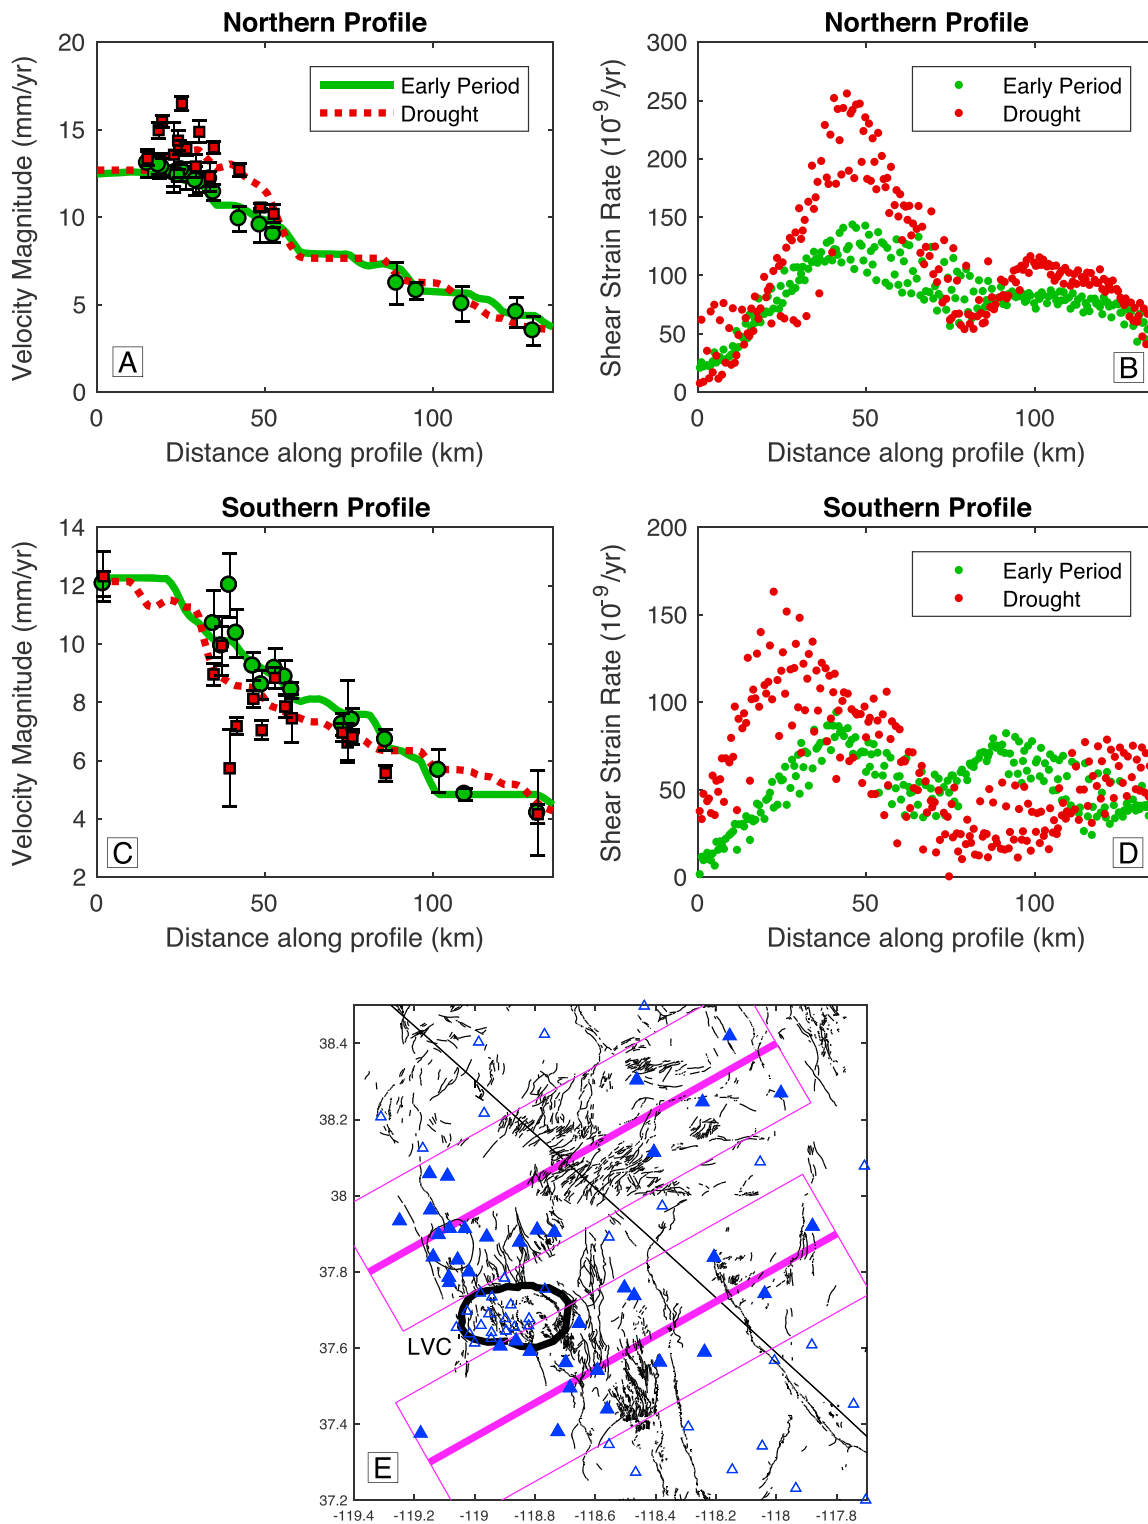 Northern Profile
Velocity Magnitude (mm/yr)
20
15
10
5
0
Early Period
Drought
A
0
50
100
Distance along profile (km)
Northern Profile
Shear Strain Rate (10-9/yr)
300
250
200
150
100
50
0
Early Period
Drought
B
0
50
100
Distance along profile (km)
Southern Profile
Velocity Magnitude (mm/yr)
14
12
10
8
6
4
2
C
0
50
100
Distance along profile (km)
Southern Profile
Shear Strain Rate (10-9/yr)
200
150
100
50
0
Early Period
Drought
D
0
50
100
Distance along profile (km)
38.4
38.2
38
37.8
37.6
37.4
37.2
LVC
E
-119.4
-119.2
-119
-118.8
-118.6
-118.4
-118.2
-118
-117.8